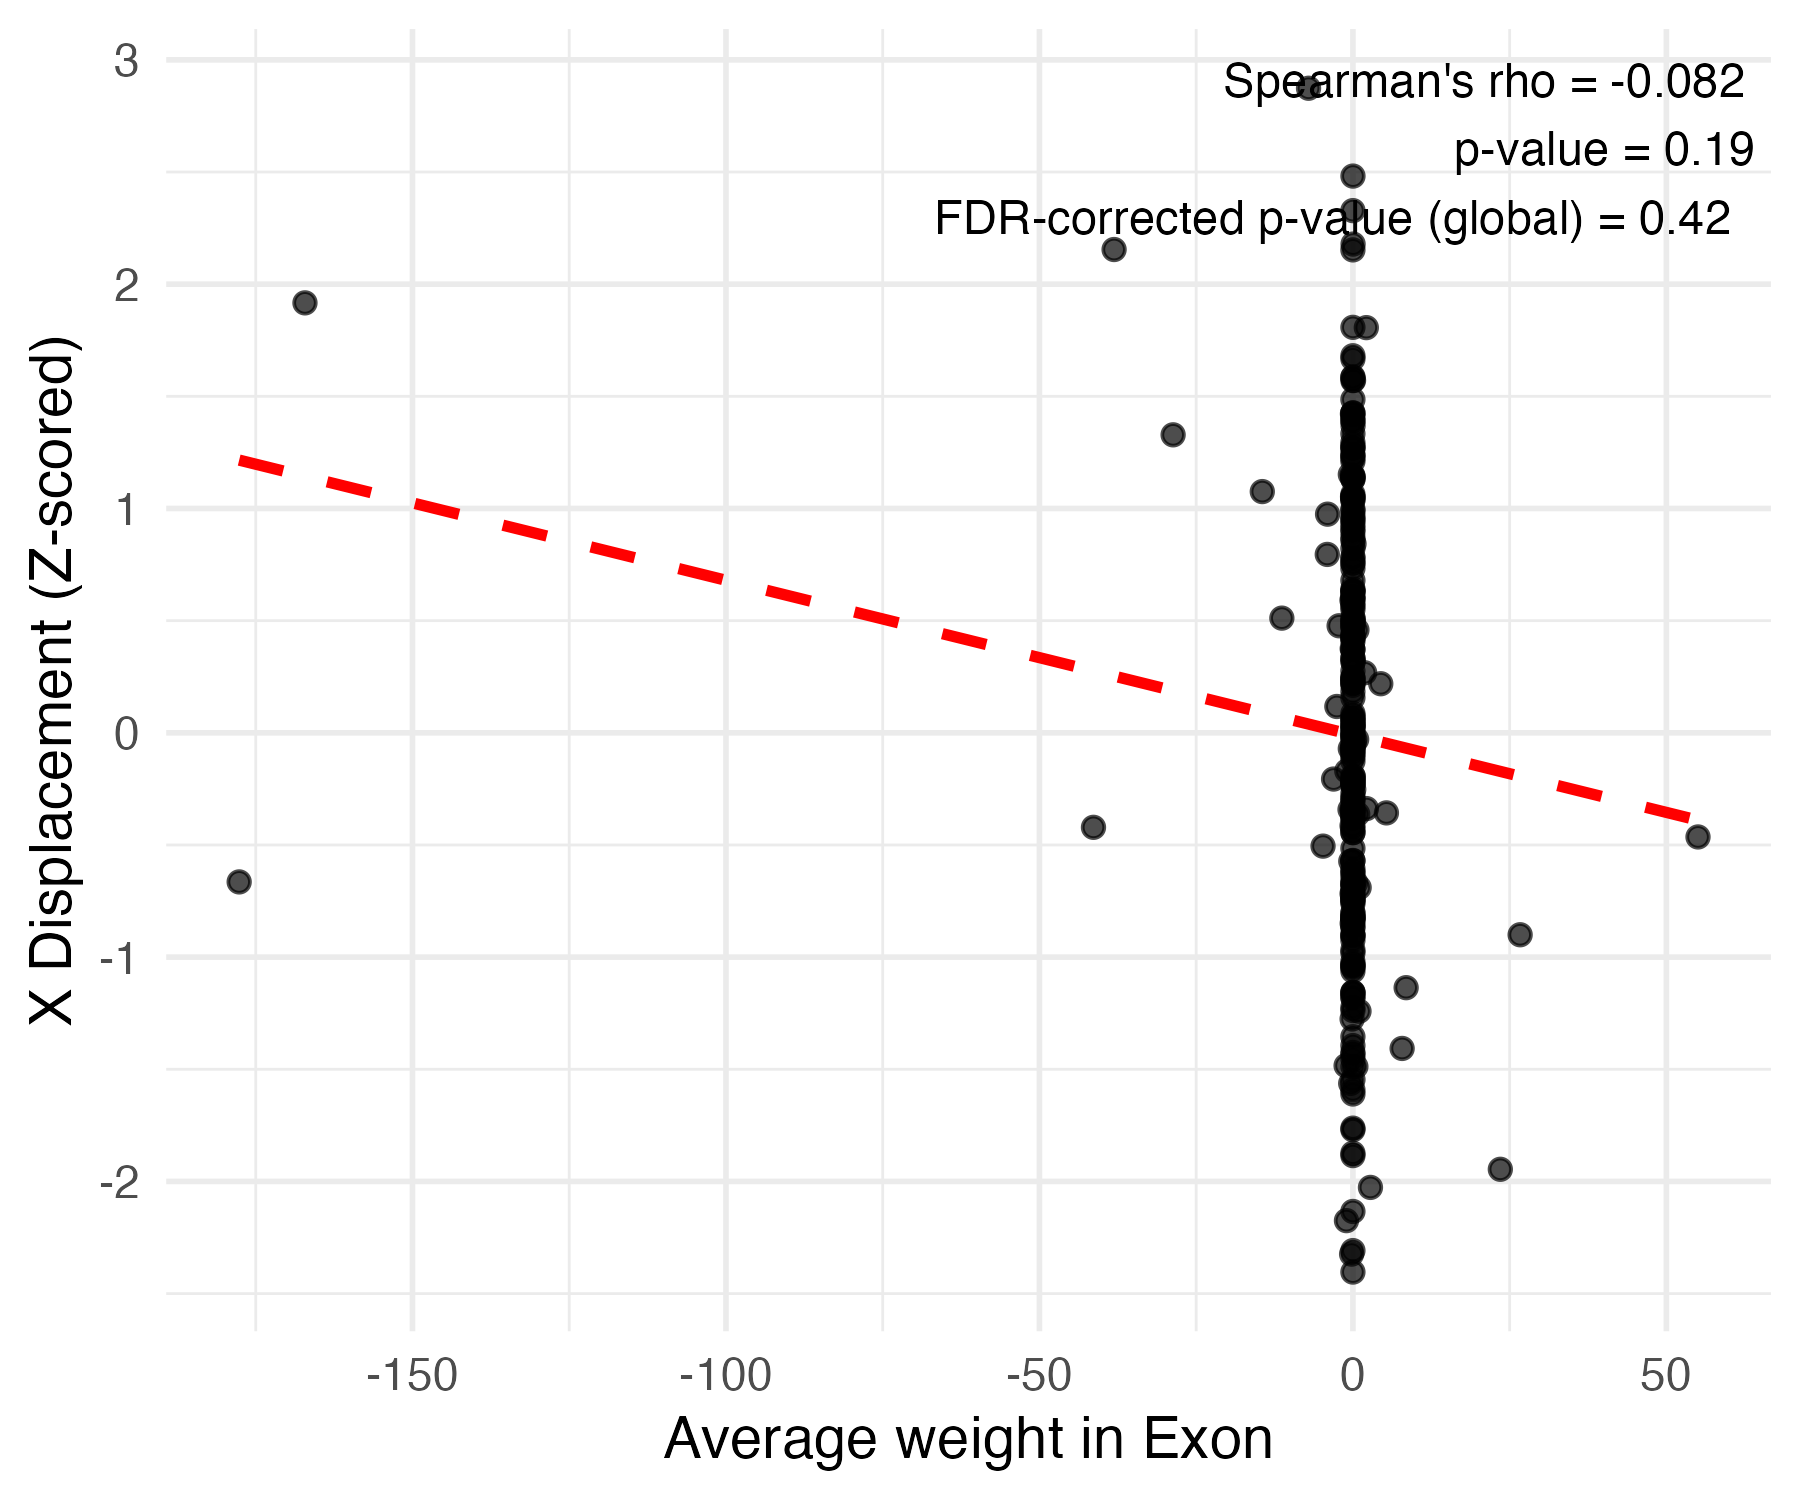 3
Spearman's rho = -0.082
p-value = 0.19
FDR-corrected p-value (global) = 0.42
2
1
0
-1
-2
X Displacement (Z-scored)
-150
-100
-50
0
50
Average weight in Exon